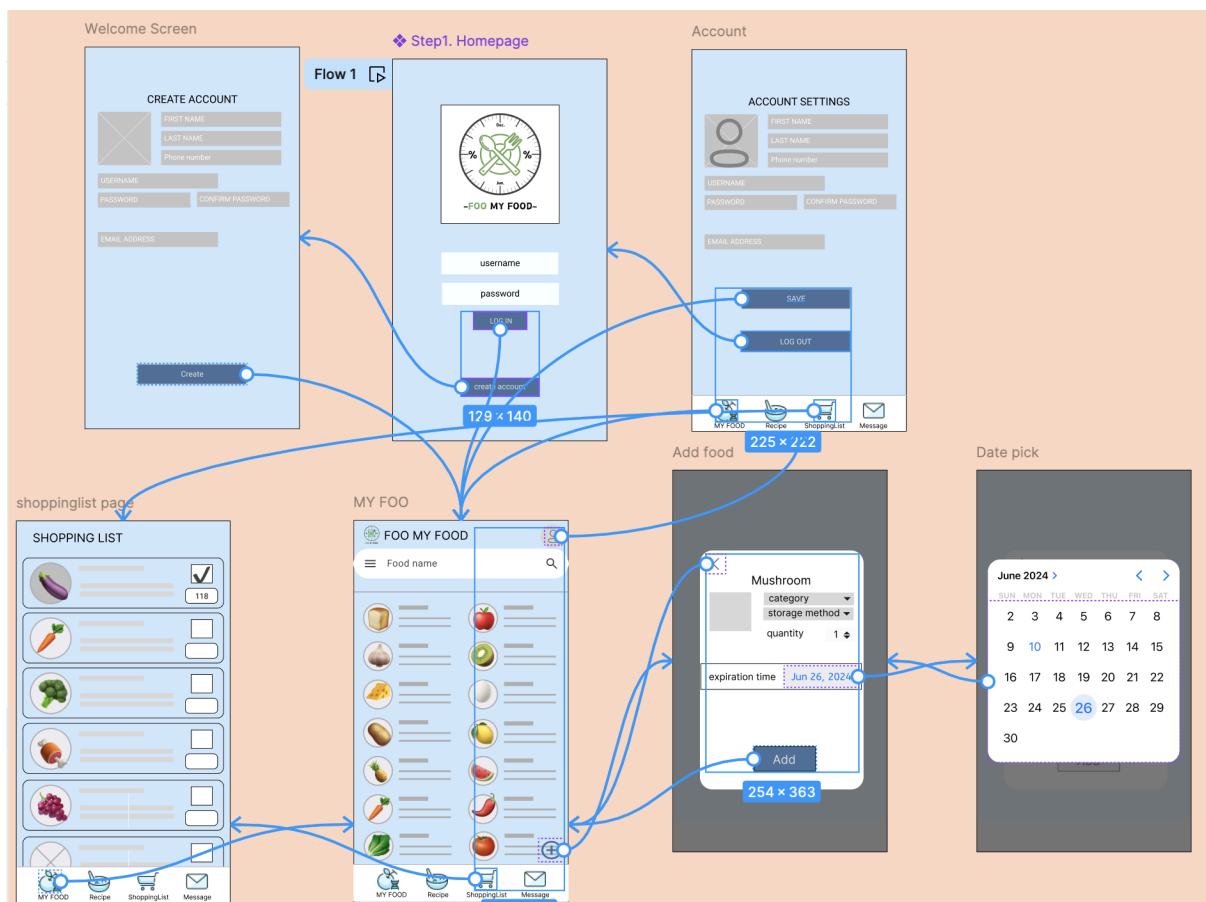 Welcome Screen
CREATE ACCOUNT
FIRST NAME
LAST NAME
Phone number
USERNAME
PASSWORD
CONFIRM PASSWORD
EMAIL ADDRESS
Create
Flow 1
Step1. Homepage
Dec.
%
%
Jun.
-FOO MY FOOD-
username
password
LOG IN
create account
129 × 140
Account
ACCOUNT SETTINGS
FIRST NAME
LAST NAME
Phone number
USERNAME
PASSWORD
CONFIRM PASSWORD
EMAIL ADDRESS
SAVE
LOG OUT
MY FOOD
Recipe
ShoppingList
Message
225 × 222
shoppinglist page
SHOPPING LIST
118
MY FOOD
Recipe
ShoppingList
Message
MY FOO
FOO MY FOOD
Food name
MY FOOD
Recipe
ShoppingList
Message
Add food
Mushroom
category
storage method
quantity
1
expiration time
Jun 26, 2024
Add
254 × 363
Date pick
June 2024
SUN MON TUE WED THU FRI SAT
2 3 4 5 6 7 8
9 10 11 12 13 14 15
16 17 18 19 20 21 22
23 24 25 26 27 28 29
30